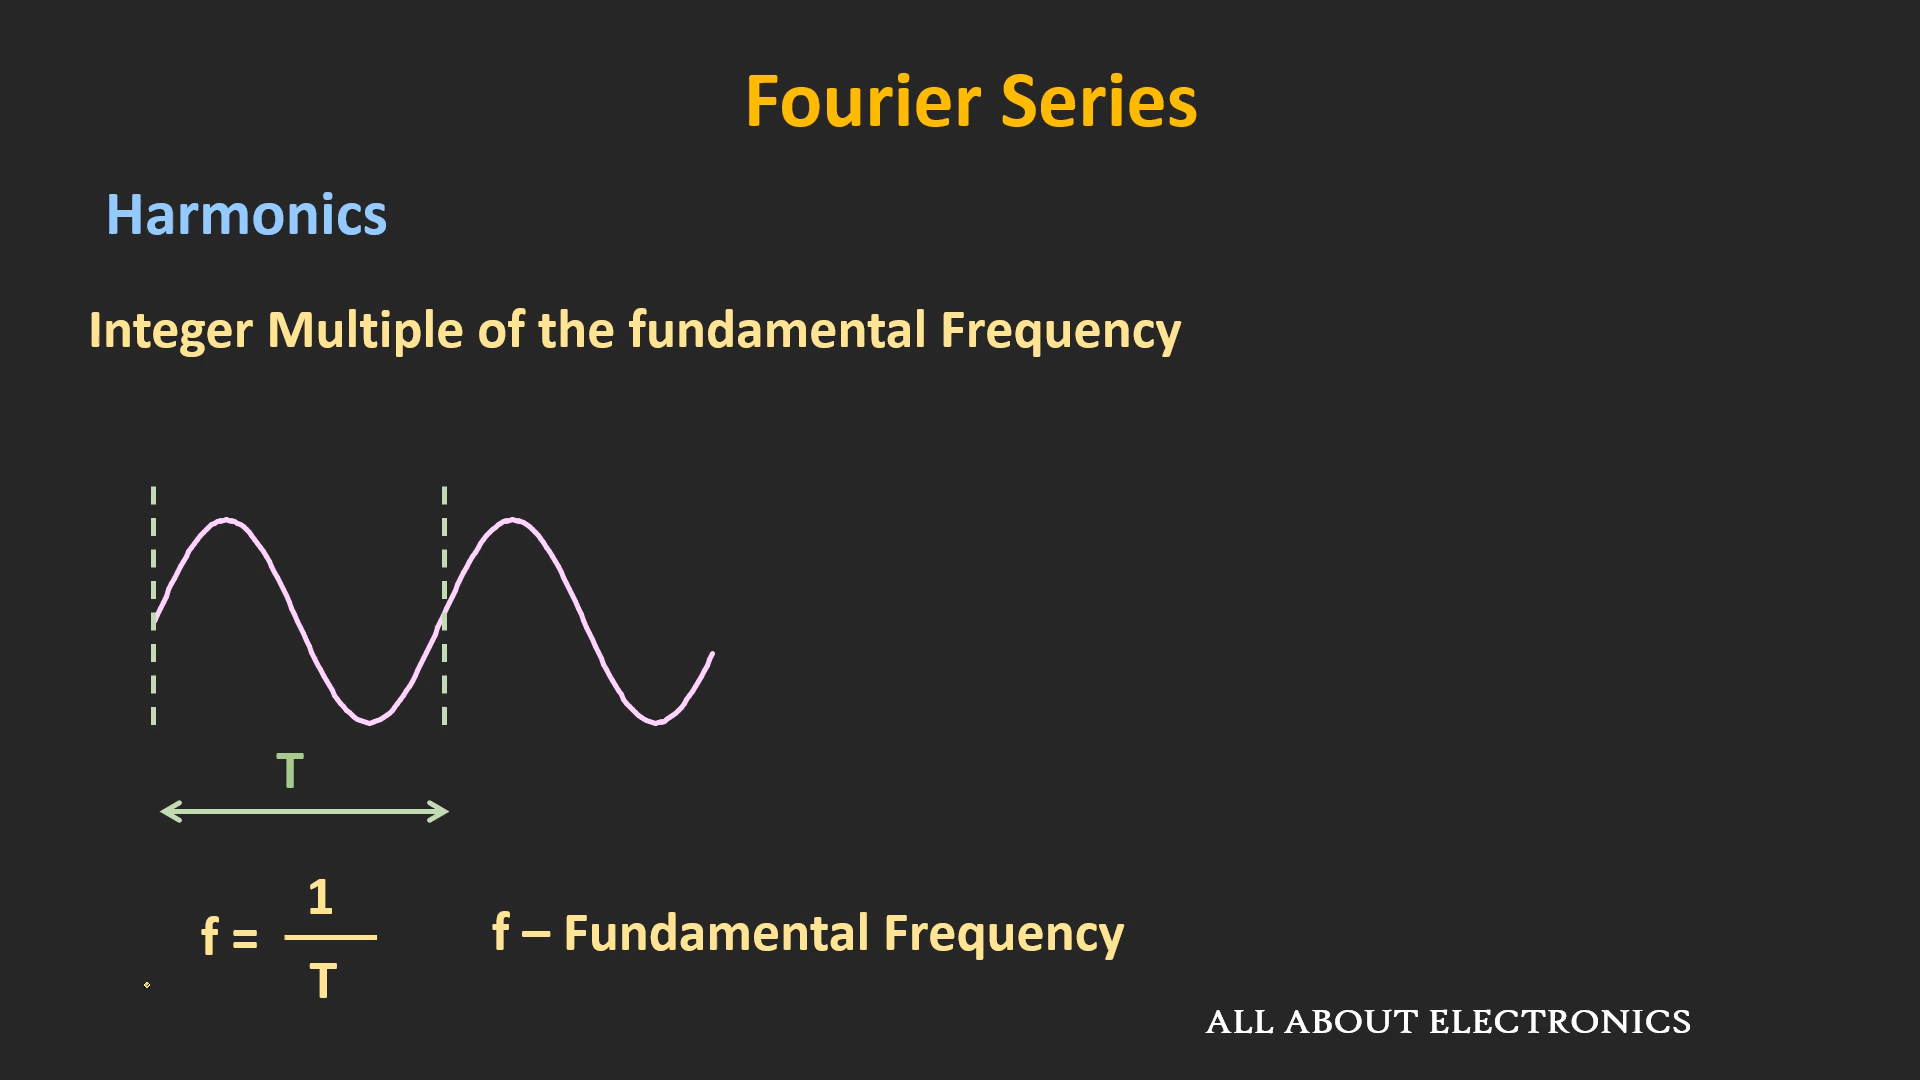 Fourier Series
Harmonics
Integer Multiple of the fundamental Frequency
T
f = 1/T
f – Fundamental Frequency
ALL ABOUT ELECTRONICS